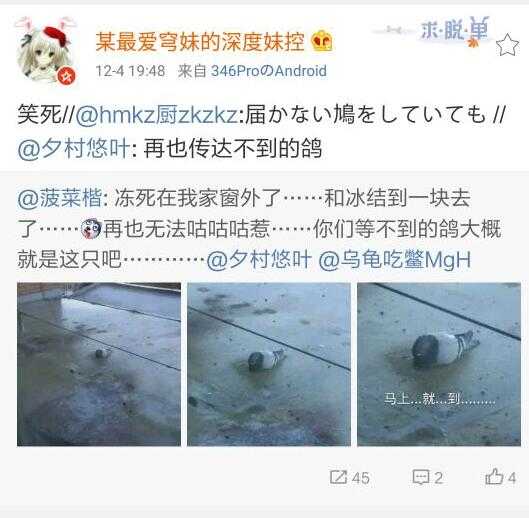 某最爱穹妹的深度妹控
求·脱·单
12-4 19:48 来自 346ProのAndroid
笑死//@hmkz厨zkzkz:届かない鳩をしていても //
@夕村悠叶: 再也传达不到的鸽
@菠菜楷: 冻死在我家窗外了……和冰结到一块去
了……再也无法咕咕咕惹……你们等不到的鸽大概
就是这只吧…………@夕村悠叶 @乌龟吃鳖MgH
马上...就...到.........
45
2
4